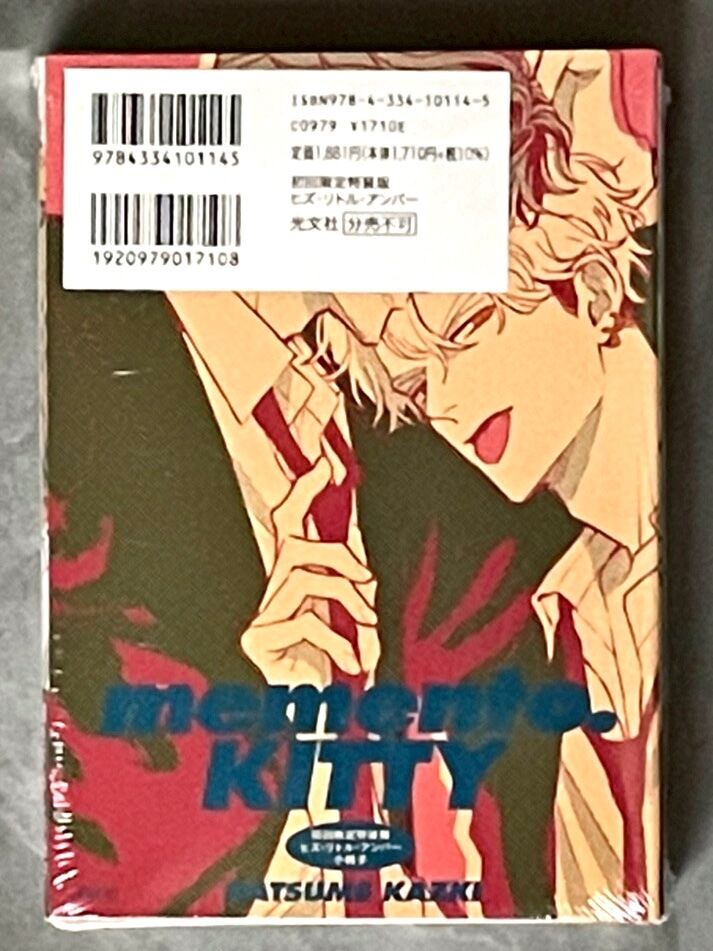 ISBN978-4-334-10114-5
C0979 ¥1710E
定価1,881円(本体1,710円+税10%)
9784334101145
初回限定特装版
ヒズ・リトル・アンバー
光文社 分売不可
1920979017108
memento.
KITTY
初回限定特装版
ヒズ・リトル・アンバー
小冊子
NATSUME KAZKI